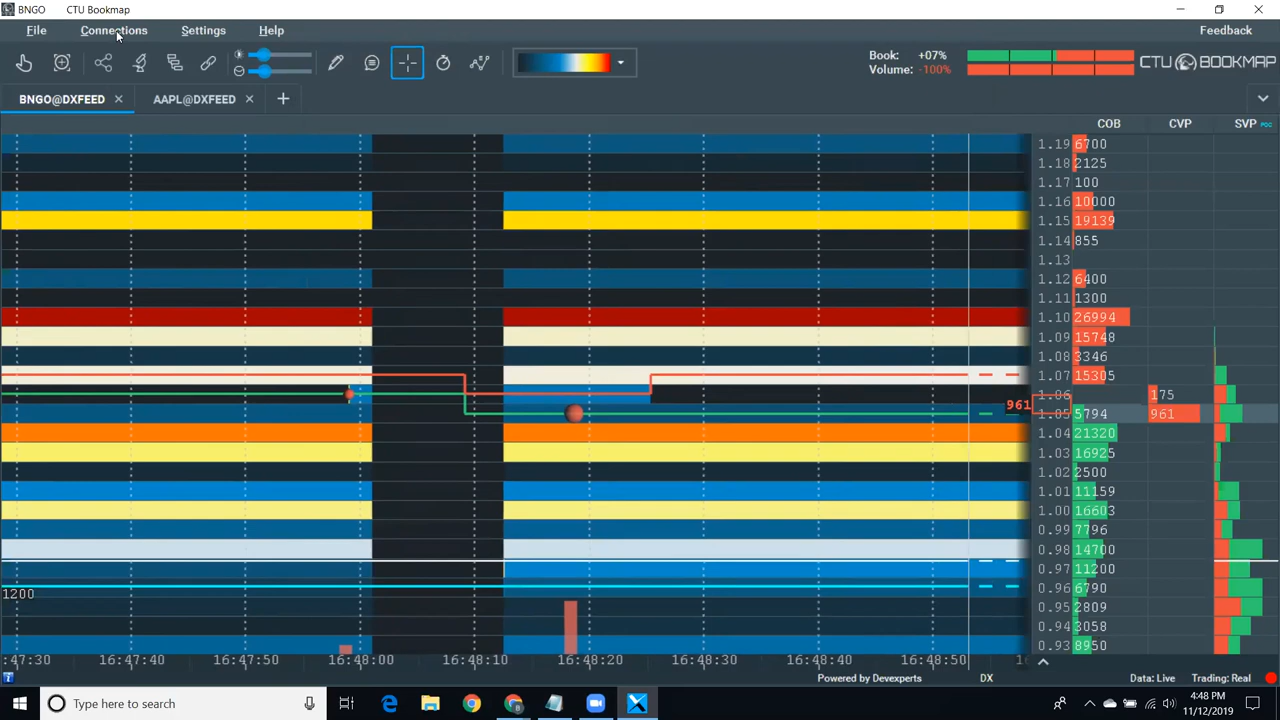 BNGO CTU Bookmap
File Connections Settings Help Feedback
Book: +07%
Volume: -100%
CTU BOOKMAP
BNGO@DXFEED AAPL@DXFEED
COB CVP SVP
1.19 6700
1.18 2125
1.17 100
1.16 10000
1.15 19139
1.14 855
1.13
1.12 6400
1.11 1300
1.10 26994
1.09 15748
1.08 3346
1.07 15305
1.06 175
961 1.05 5794 961
1.04 21320
1.03 16925
1.02 2500
1.01 11159
1.00 16603
0.99 7796
0.98 14700
0.97 11200
0.96 6790
1200
0.95 2809
0.94 3058
0.93 8950
:47:30 16:47:40 16:47:50 16:48:00 16:48:10 16:48:20 16:48:30 16:48:40 16:48:50 16
Powered by Devexperts DX Data: Live Trading: Real
Type here to search
4:48 PM
11/12/2019